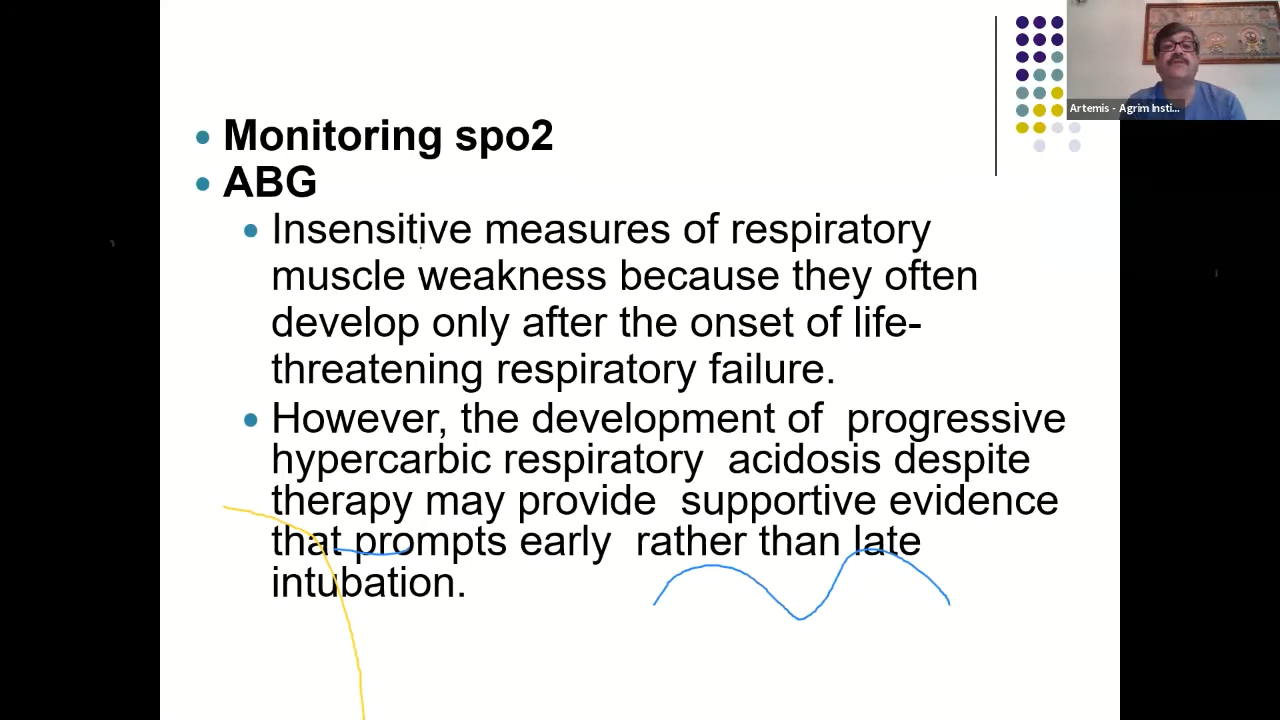 Artemis - Agrim Insti...
Monitoring spo2
ABG
Insensitive measures of respiratory
muscle weakness because they often
develop only after the onset of life-
threatening respiratory failure.
However, the development of progressive
hypercarbic respiratory acidosis despite
therapy may provide supportive evidence
that prompts early rather than late
intubation.